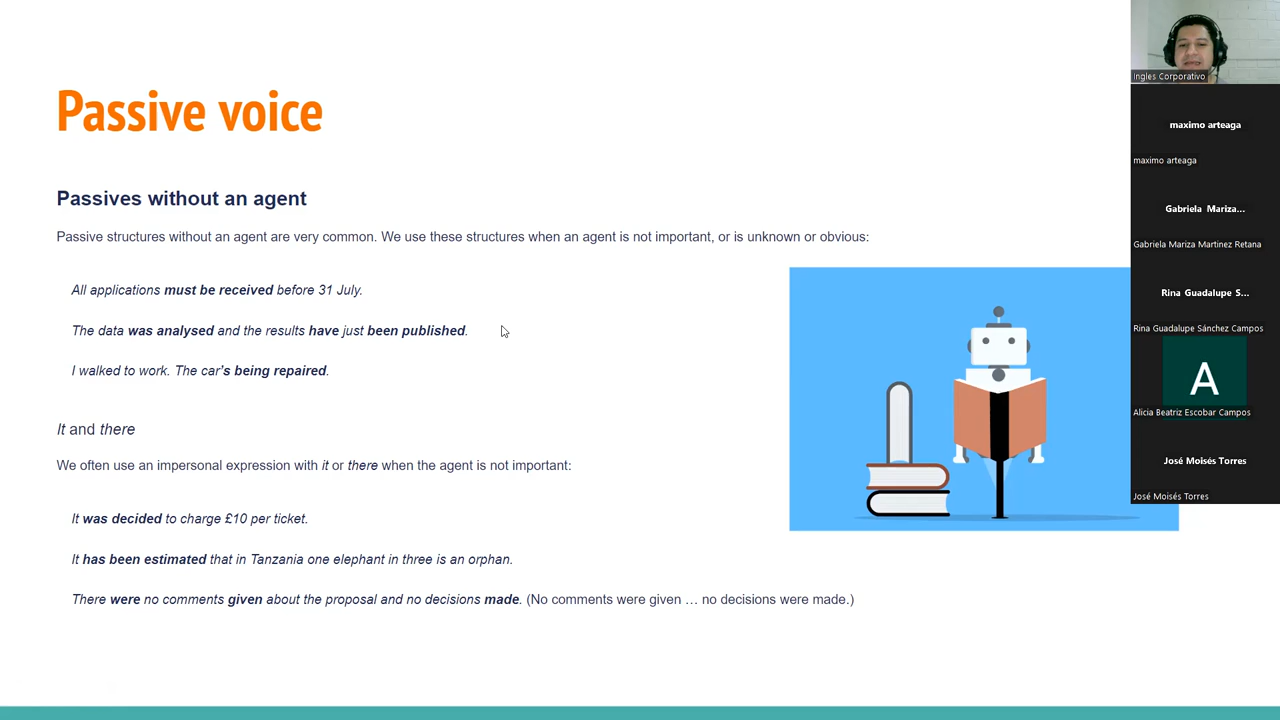 Passive voice
Passives without an agent
Passive structures without an agent are very common. We use these structures when an agent is not important, or is unknown or obvious:
All applications must be received before 31 July.
The data was analysed and the results have just been published.
I walked to work. The car's being repaired.
It and there
We often use an impersonal expression with it or there when the agent is not important:
It was decided to charge £10 per ticket.
It has been estimated that in Tanzania one elephant in three is an orphan.
There were no comments given about the proposal and no decisions made. (No comments were given … no decisions were made.)
Ingles Corporativo
maximo arteaga
maximo arteaga
Gabriela Mariza...
Gabriela Mariza Martinez Retana
Rina Guadalupe S...
Rina Guadalupe Sánchez Campos
A
Alicia Beatriz Escobar Campos
José Moisés Torres
José Moisés Torres